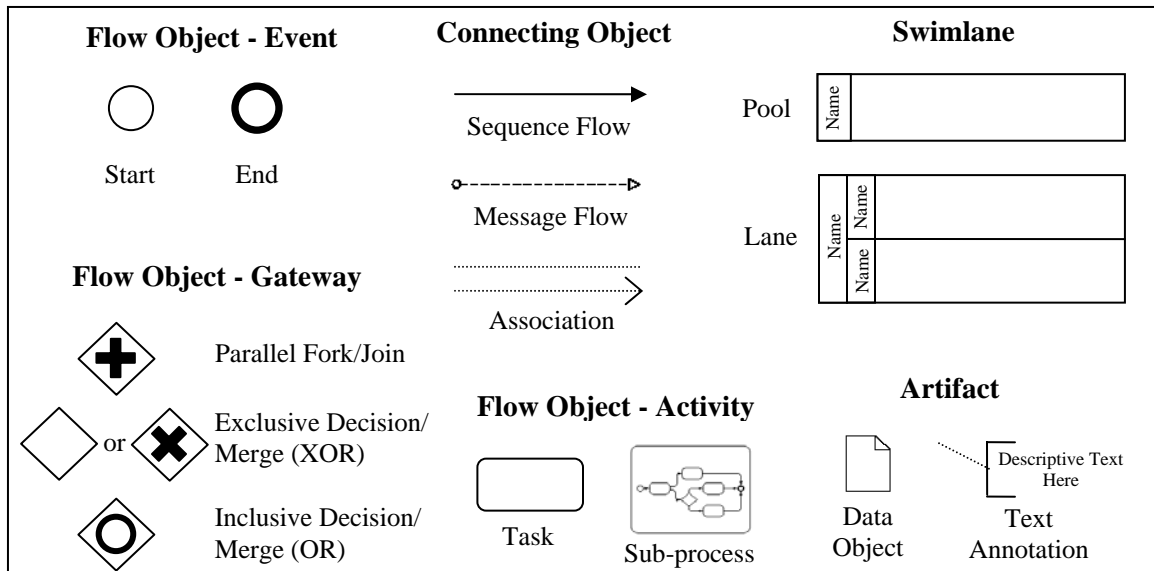 Flow Object - Event
Start
End
Flow Object - Gateway
Parallel Fork/Join
or
Exclusive Decision/
Merge (XOR)
Inclusive Decision/
Merge (OR)
Connecting Object
Sequence Flow
Message Flow
Association
Flow Object - Activity
Task
Sub-process
Swimlane
Pool
Name
Lane
Name
Name
Name
Artifact
Data
Object
Descriptive Text
Here
Text
Annotation